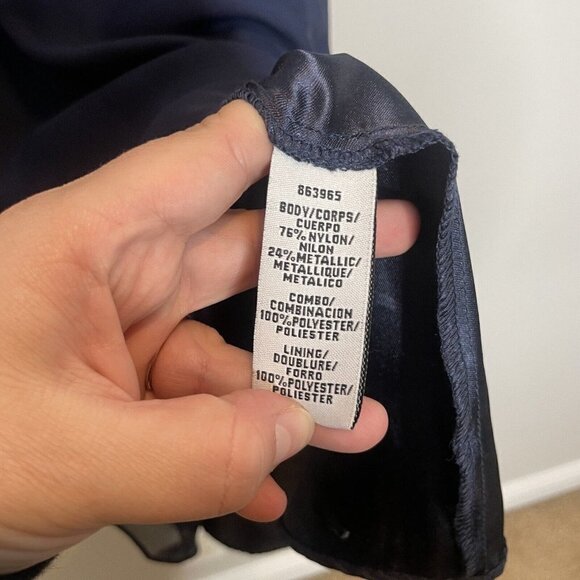 863965
BODY/CORPS/
CUERPO
76% NYLON/
NILON
24% METALLIC/
METALLIQUE/
METALICO
COMBO/
COMBINACION
100% POLYESTER/
POLIESTER
LINING/
DOUBLURE/
FORRO
100% POLYESTER/
POLIESTER